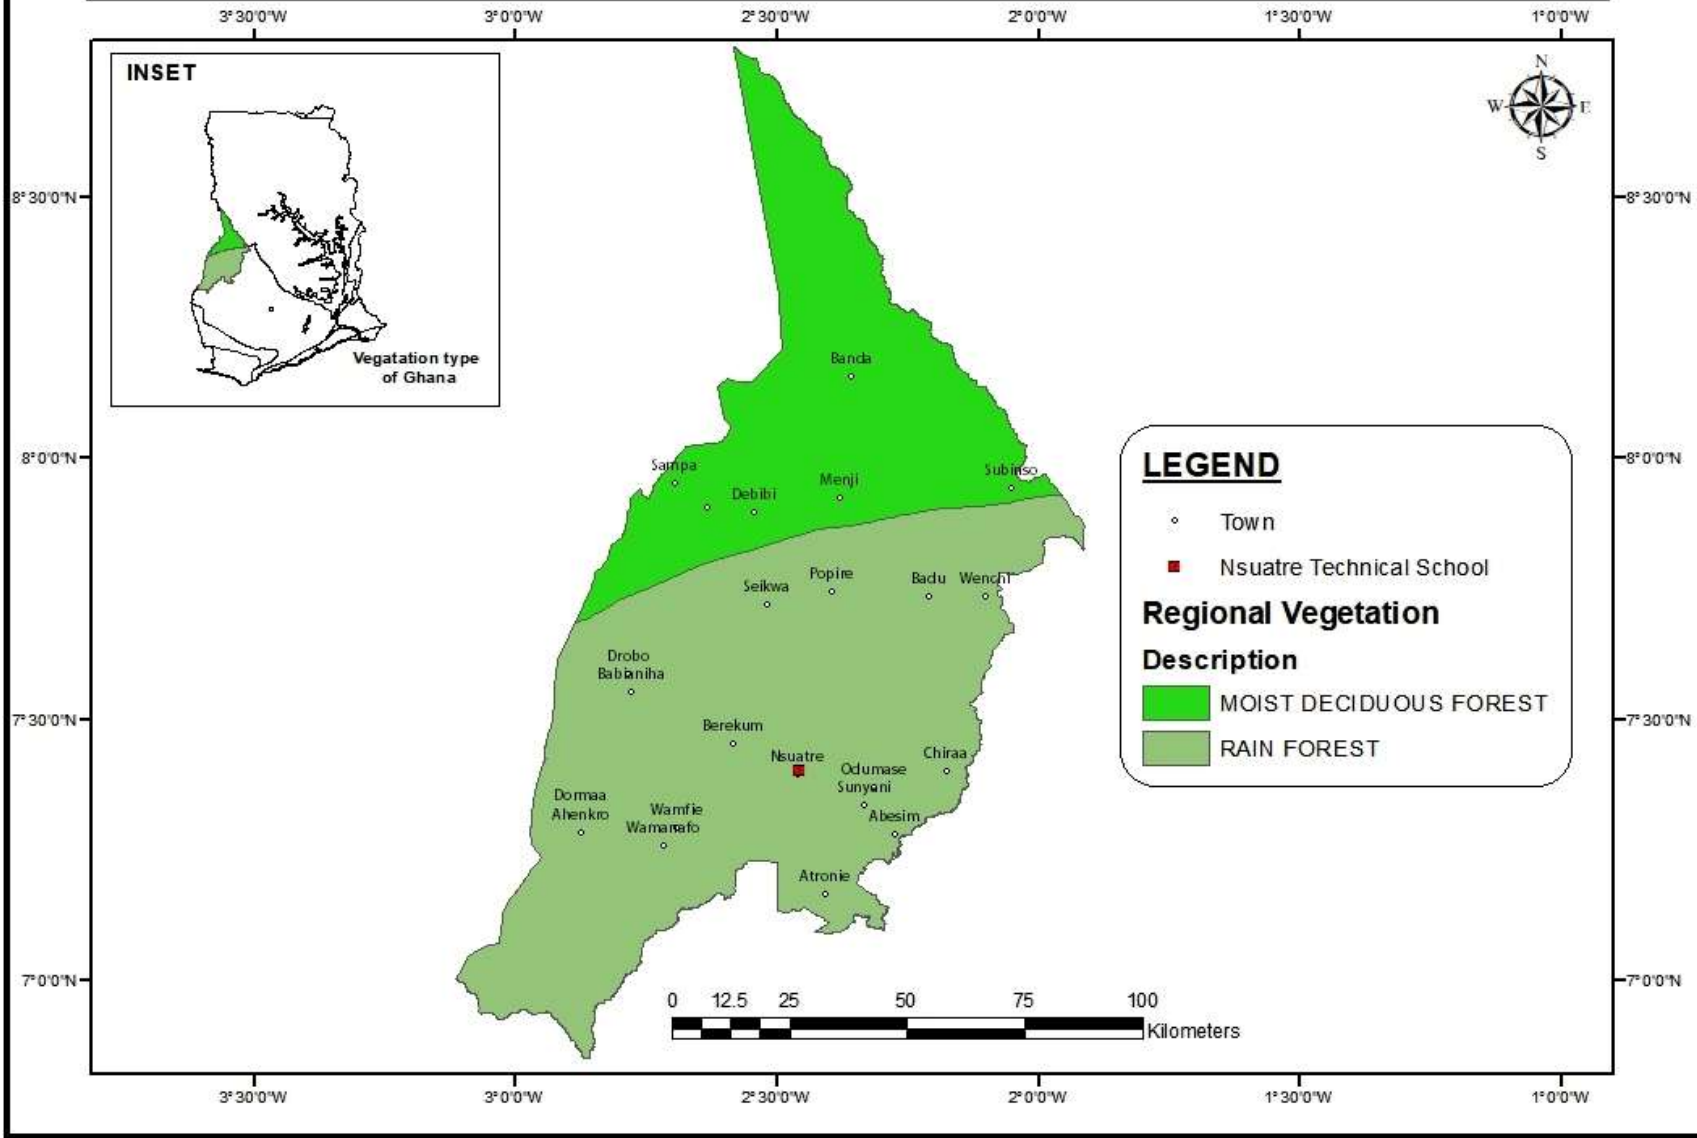 3°30'0"W 3°0'0"W 2°30'0"W 2°0'0"W 1°30'0"W 1°0'0"W
INSET
Vegatation type
of Ghana
N
W E
S
8°30'0"N 8°30'0"N
8°0'0"N 8°0'0"N
7°30'0"N 7°30'0"N
7°0'0"N 7°0'0"N
Banda
Sampa
Debibi
Menji
Subinso
Seikwa
Popire
Badu
Wenchi
Drobo
Babianiha
Berekum
Nsuatre
Odumase
Sunyani
Chiraa
Abesim
Dormaa
Ahenkro
Wamfie
Wamanafo
Atronie
LEGEND
Town
Nsuatre Technical School
Regional Vegetation
Description
MOIST DECIDUOUS FOREST
RAIN FOREST
0 12.5 25 50 75 100
Kilometers
3°30'0"W 3°0'0"W 2°30'0"W 2°0'0"W 1°30'0"W 1°0'0"W